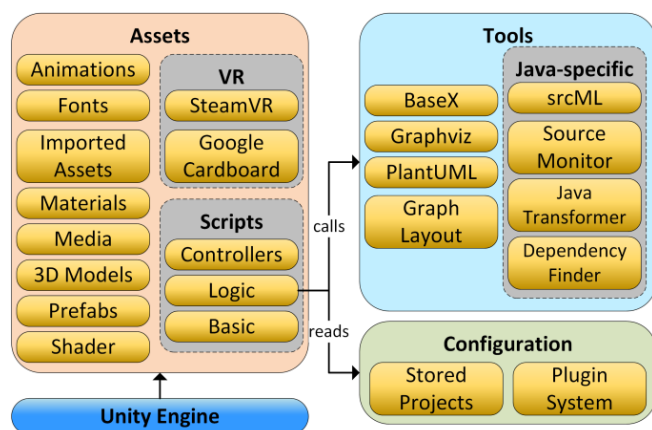 Assets
Animations
Fonts
Imported
Assets
Materials
Media
3D Models
Prefabs
Shader
VR
SteamVR
Google
Cardboard
Scripts
Controllers
Logic
Basic
calls
reads
Tools
BaseX
Graphviz
PlantUML
Graph
Layout
Java-specific
srcML
Source
Monitor
Java
Transformer
Dependency
Finder
Configuration
Stored
Projects
Plugin
System
Unity Engine